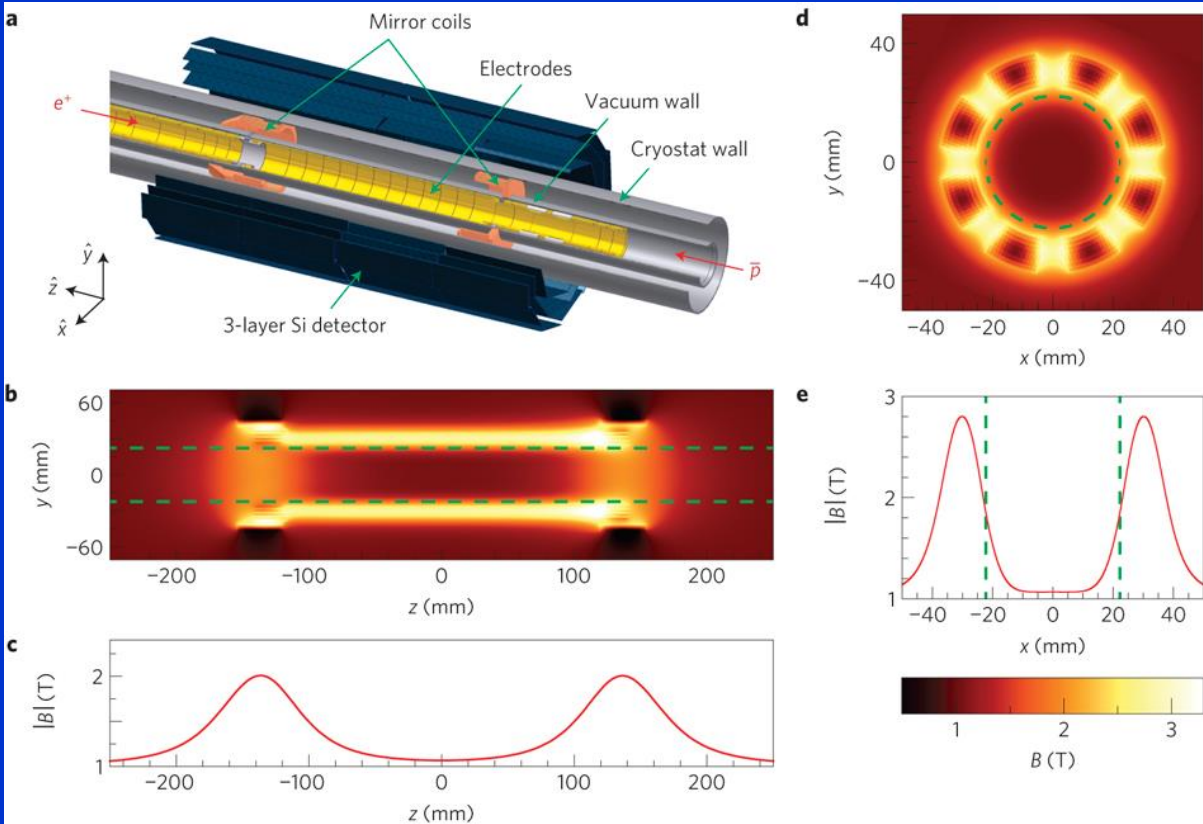 a
Mirror coils
Electrodes
Vacuum wall
Cryostat wall
e⁺
p̅
ŷ
ẑ
x̂
3-layer Si detector
b
60
0
−60
y (mm)
−200 −100 0 100 200
z (mm)
c
2
1
|B| (T)
−200 −100 0 100 200
z (mm)
d
40
20
0
−20
−40
y (mm)
−40 −20 0 20 40
x (mm)
e
3
2
1
|B| (T)
−40 −20 0 20 40
x (mm)
1 2 3
B (T)